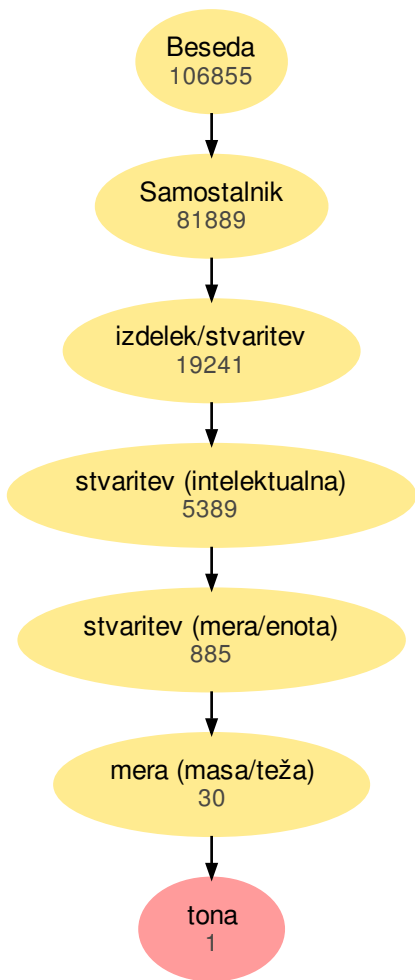 Beseda
106855
Samostalnik
81889
izdelek/stvaritev
19241
stvaritev (intelektualna)
5389
stvaritev (mera/enota)
885
mera (masa/teža)
30
tona
1